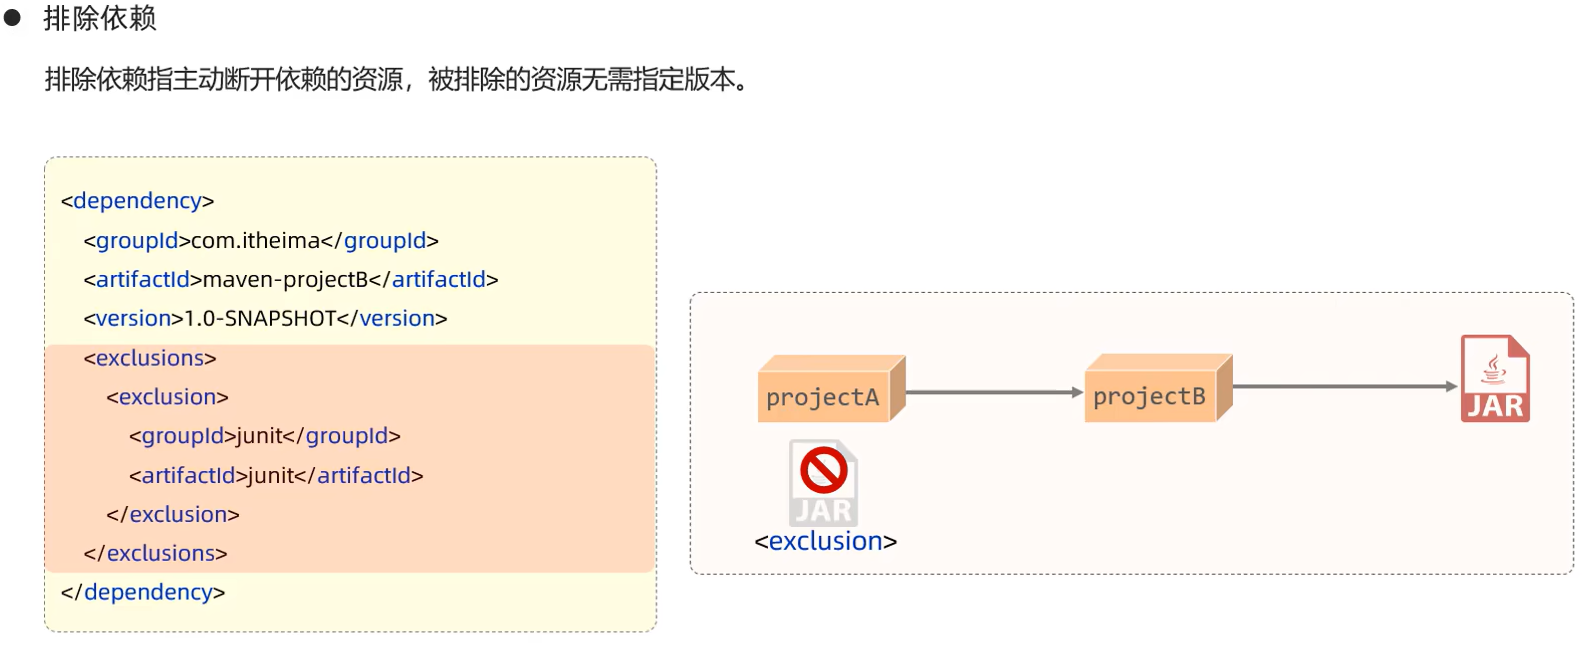 排除依赖
排除依赖指主动断开依赖的资源，被排除的资源无需指定版本。
<dependency>
<groupId>com.itheima</groupId>
<artifactId>maven-projectB</artifactId>
<version>1.0-SNAPSHOT</version>
<exclusions>
<exclusion>
<groupId>junit</groupId>
<artifactId>junit</artifactId>
</exclusion>
</exclusions>
</dependency>
projectA
projectB
JAR
JAR
<exclusion>